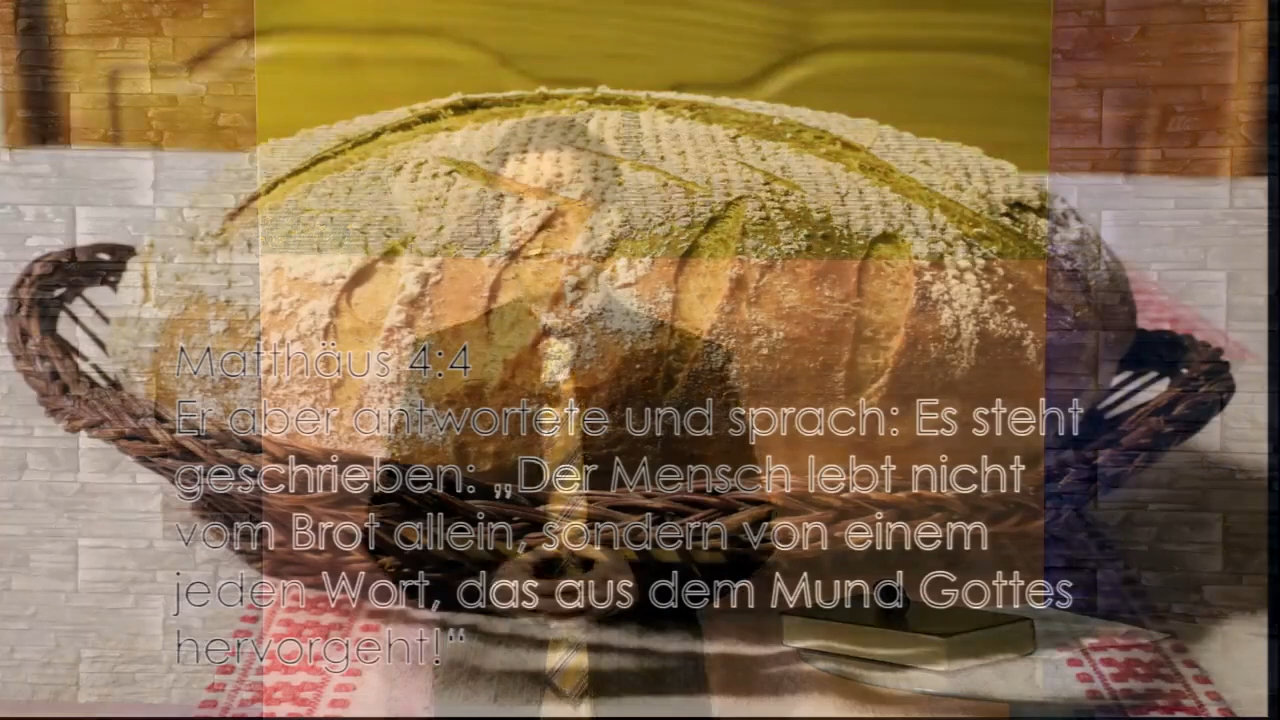 Matthäus 4:4
Er aber antwortete und sprach: Es steht
geschrieben: „Der Mensch lebt nicht
vom Brot allein, sondern von einem
jeden Wort, das aus dem Mund Gottes
hervorgeht!“